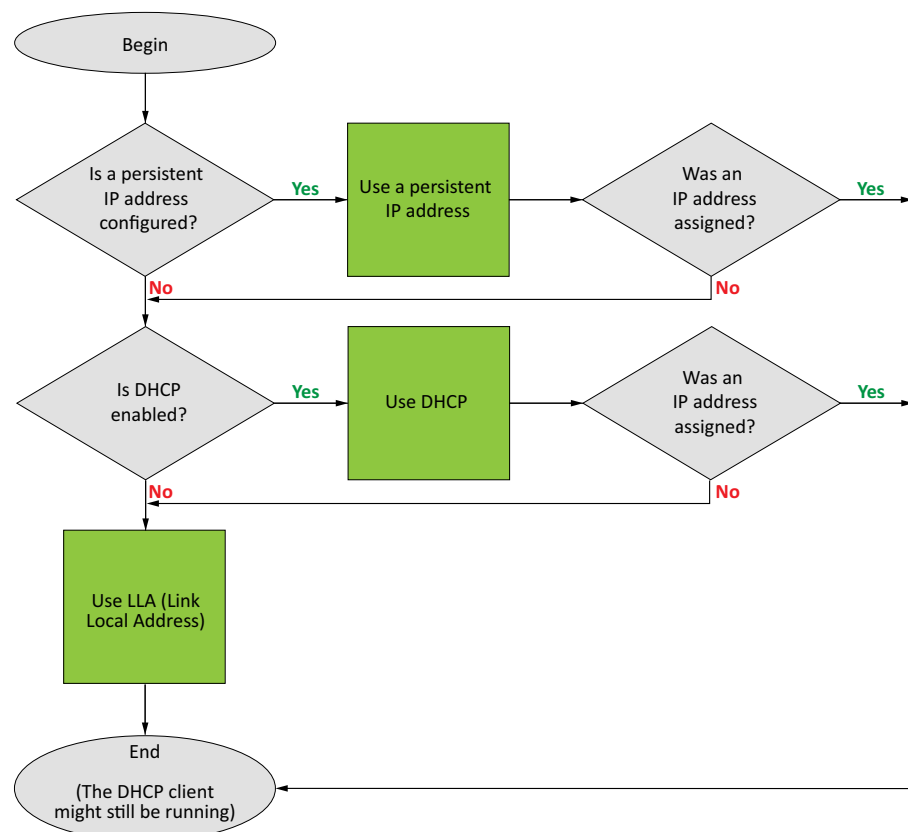 Begin
Is a persistent
IP address
configured?
Yes
Use a persistent
IP address
Was an
IP address
assigned?
Yes
No
No
Is DHCP
enabled?
Yes
Use DHCP
Was an
IP address
assigned?
Yes
No
No
Use LLA (Link
Local Address)
End
(The DHCP client
might still be running)